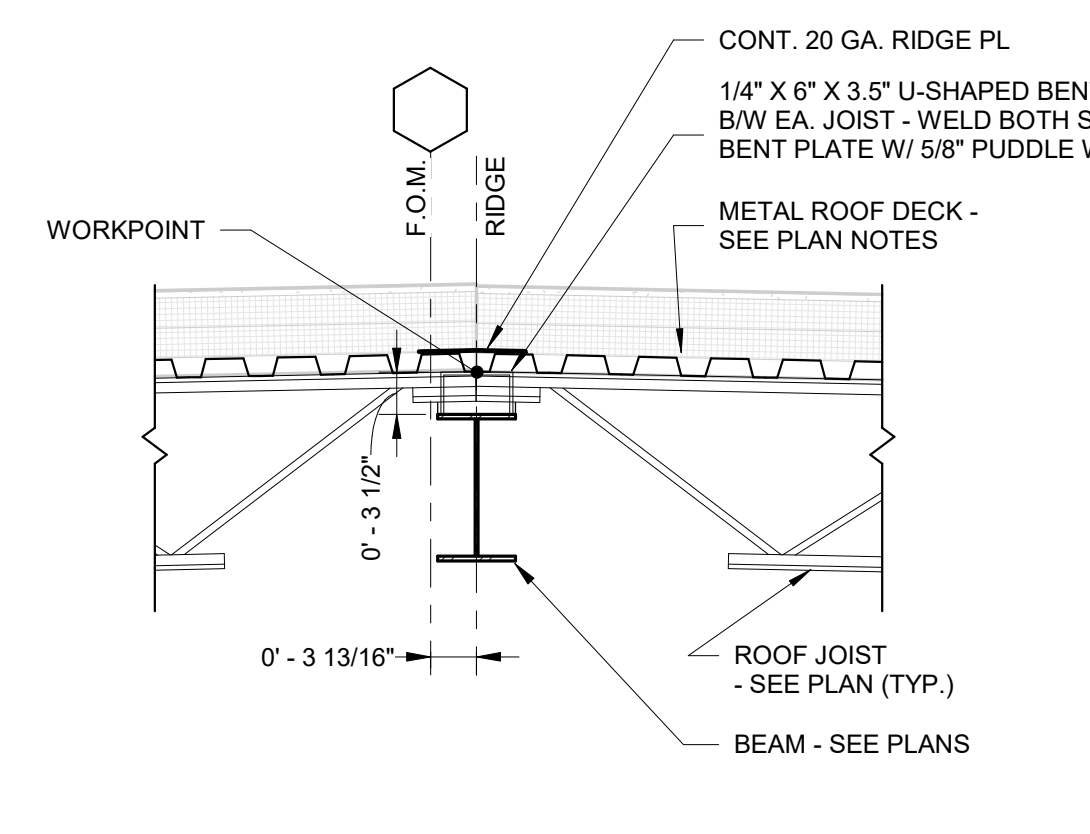 CONT. 20 GA. RIDGE PL
1/4" X 6" X 3.5" U-SHAPED
B/W EA. JOIST - WELD BOTH
BENT PLATE W/ 5/8" PUDDLE
F.O.M.
RIDGE
WORKPOINT
METAL ROOF DECK -
SEE PLAN NOTES
0' - 3 1/2"
0' - 3 13/16"
ROOF JOIST
- SEE PLAN (TYP.)
BEAM - SEE PLANS